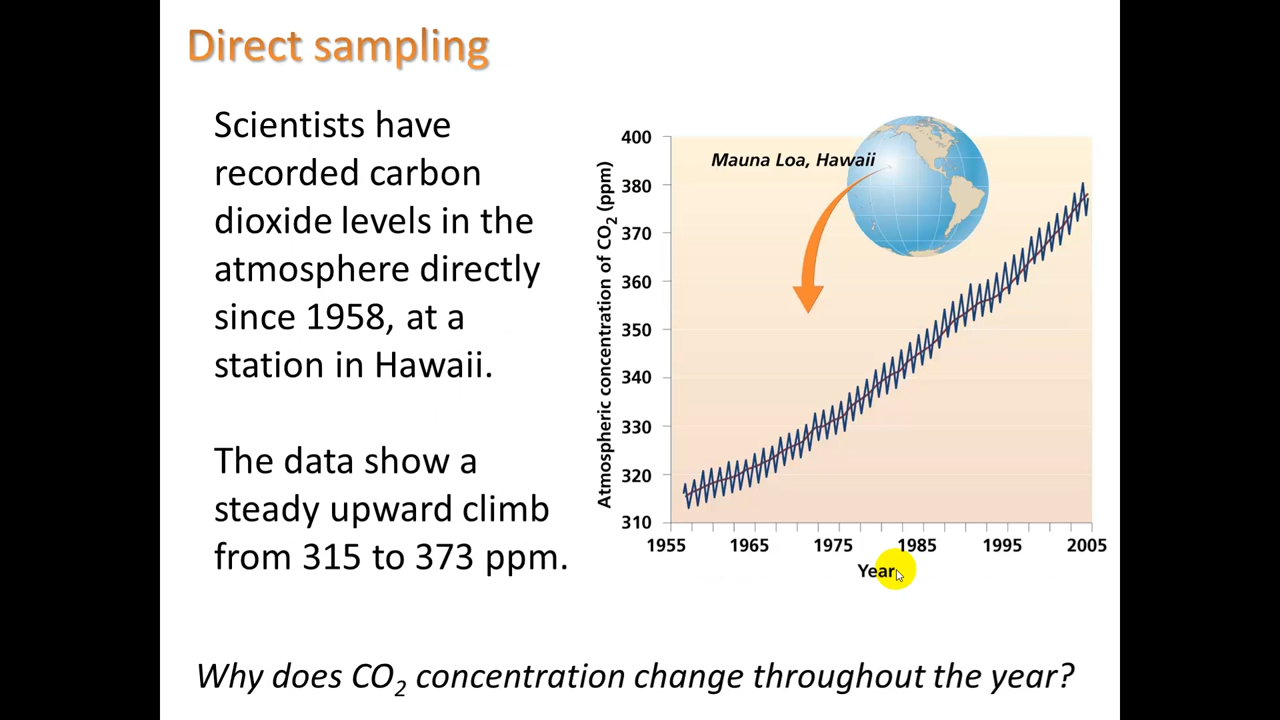 Direct sampling
Scientists have
recorded carbon
dioxide levels in the
atmosphere directly
since 1958, at a
station in Hawaii.
The data show a
steady upward climb
from 315 to 373 ppm.
Atmospheric concentration of CO₂ (ppm)
400
380
370
360
350
340
330
320
310
Mauna Loa, Hawaii
1955 1965 1975 1985 1995 2005
Year
Why does CO₂ concentration change throughout the year?